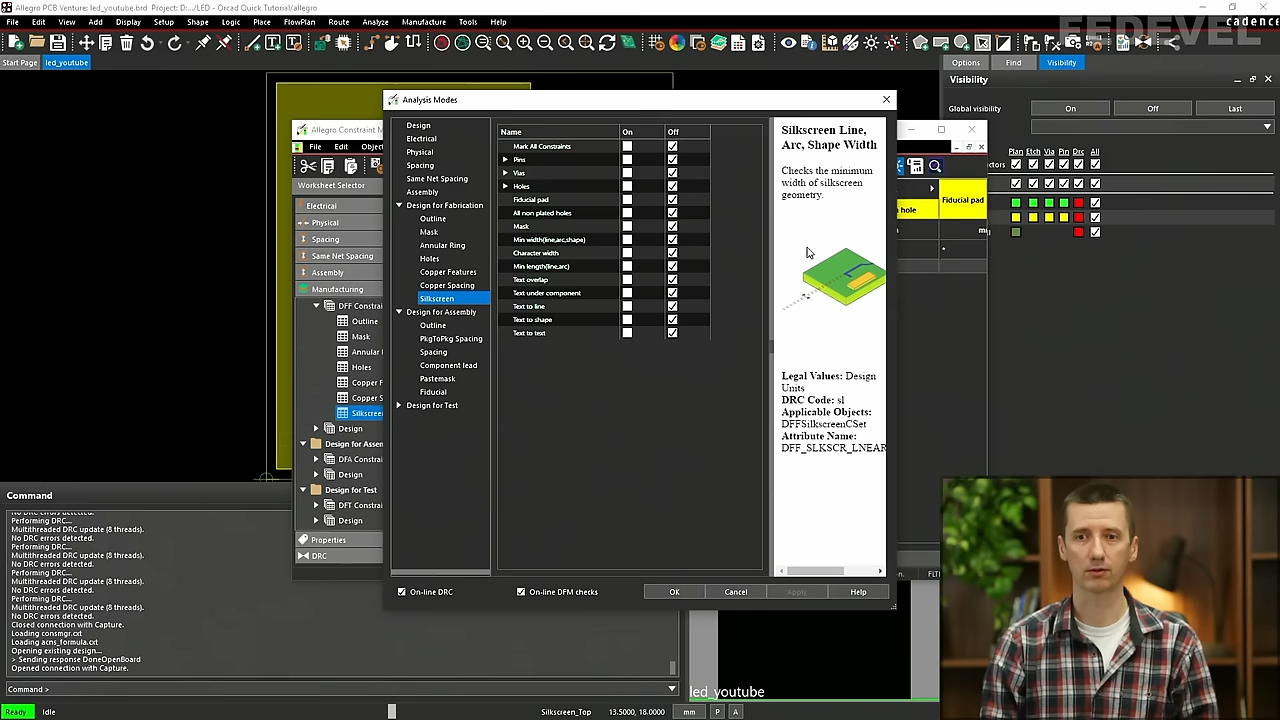 Allegro PCB Venture: led_youtube.brd Project: D:.../LED - Orcad Quick Tutorial/allegro
File Edit View Add Display Setup Shape Logic Place FlowPlan Route Analyze Manufacture Tools Help
cadence
FEDEVEL
Start Page led_youtube
Options Find Visibility
Visibility
Global visibility On Off Last
Plan Etch Via Pin Drc All
Allegro Constraint M
File Edit Object
Worksheet Selector
Electrical
Physical
Spacing
Same Net Spacing
Assembly
Manufacturing
DFF Constrai
Outline
Mask
Annular
Holes
Copper F
Copper S
Silkscree
Design
Design for Assem
DFA Constrai
Design
Design for Test
DFT Constrai
Design
Properties
DRC
hole
Fiducial pad
*
Analysis Modes
Design
Electrical
Physical
Spacing
Same Net Spacing
Assembly
Design for Fabrication
Outline
Mask
Annular Ring
Holes
Copper Features
Copper Spacing
Silkscreen
Design for Assembly
Outline
PkgToPkg Spacing
Spacing
Component lead
Pastemask
Fiducial
Design for Test
Name On Off
Mark All Constraints
Pins
Vias
Holes
Fiducial pad
All non plated holes
Mask
Min width(line,arc,shape)
Character width
Min length(line,arc)
Text overlap
Text under component
Text to line
Text to shape
Text to text
Silkscreen Line,
Arc, Shape Width
Checks the minimum
width of silkscreen
geometry.
Legal Values: Design
Units
DRC Code: sl
Applicable Objects:
DFFSilkscreenCSet
Attribute Name:
DFF_SLKSCR_LNEAR
On-line DRC On-line DFM checks OK Cancel Apply Help
Command
No DRC errors detected.
Performing DRC...
Multithreaded DRC update (8 threads).
No DRC errors detected.
Performing DRC...
Multithreaded DRC update (8 threads).
No DRC errors detected.
Performing DRC...
Multithreaded DRC update (8 threads).
No DRC errors detected.
Performing DRC...
Multithreaded DRC update (8 threads).
No DRC errors detected.
Closed connection with Capture.
Loading consmgr.cxt
Loading acns_formula.cxt
Opening existing design...
> Sending response DoneOpenBoard
Opened connection with Capture.
Command >
led_youtube
Ready Idle Silkscreen_Top 13.5000, 18.0000 mm P A